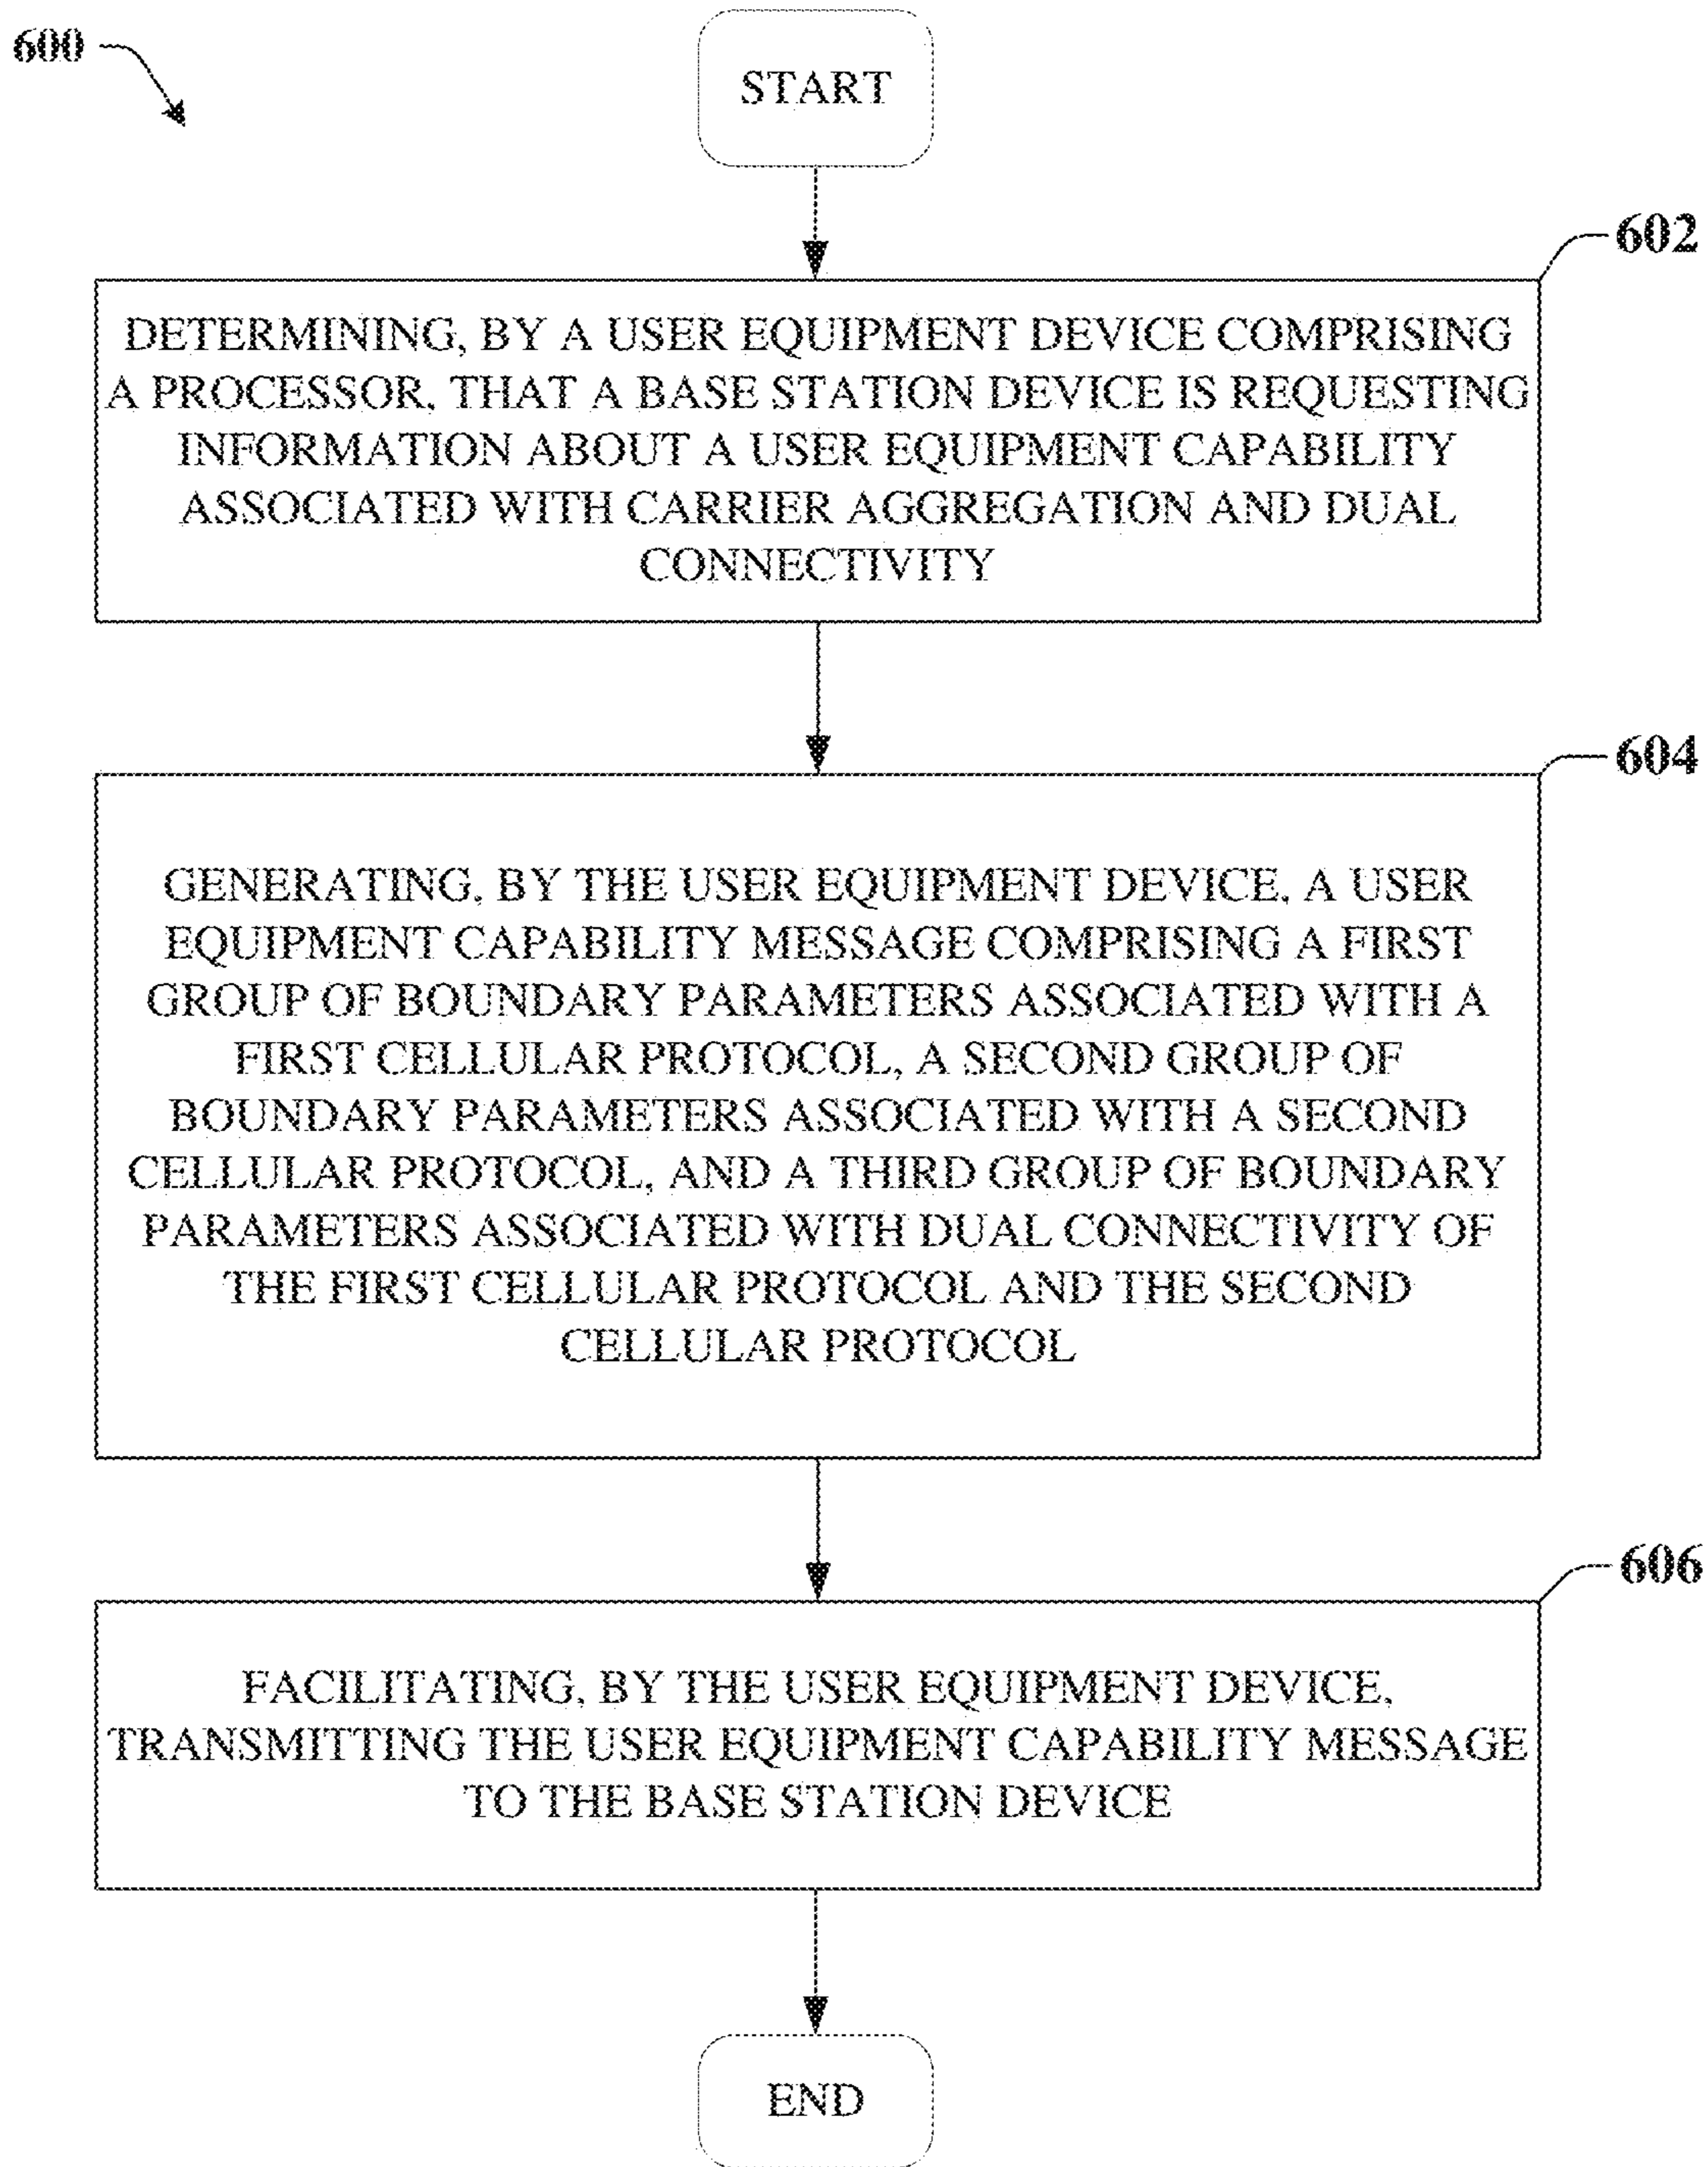 600
START
602
DETERMINING, BY A USER EQUIPMENT DEVICE COMPRISING
A PROCESSOR, THAT A BASE STATION DEVICE IS REQUESTING
INFORMATION ABOUT A USER EQUIPMENT CAPABILITY
ASSOCIATED WITH CARRIER AGGREGATION AND DUAL
CONNECTIVITY
604
GENERATING, BY THE USER EQUIPMENT DEVICE, A USER
EQUIPMENT CAPABILITY MESSAGE COMPRISING A FIRST
GROUP OF BOUNDARY PARAMETERS ASSOCIATED WITH A
FIRST CELLULAR PROTOCOL, A SECOND GROUP OF
BOUNDARY PARAMETERS ASSOCIATED WITH A SECOND
CELLULAR PROTOCOL, AND A THIRD GROUP OF BOUNDARY
PARAMETERS ASSOCIATED WITH DUAL CONNECTIVITY OF
THE FIRST CELLULAR PROTOCOL AND THE SECOND
CELLULAR PROTOCOL
606
FACILITATING, BY THE USER EQUIPMENT DEVICE,
TRANSMITTING THE USER EQUIPMENT CAPABILITY MESSAGE
TO THE BASE STATION DEVICE
END